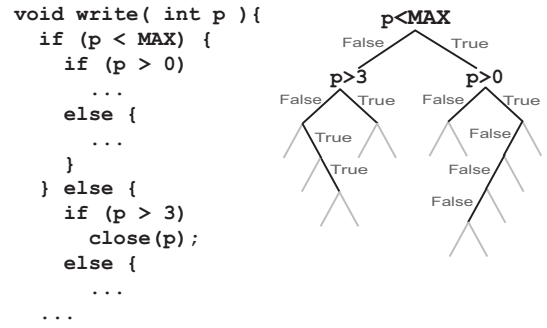 void write( int p ){
if (p < MAX) {
if (p > 0)
...
else {
...
}
} else {
if (p > 3)
close(p);
else {
...
...
p<MAX
False True
p>3 p>0
False True False True
True False
True False
False